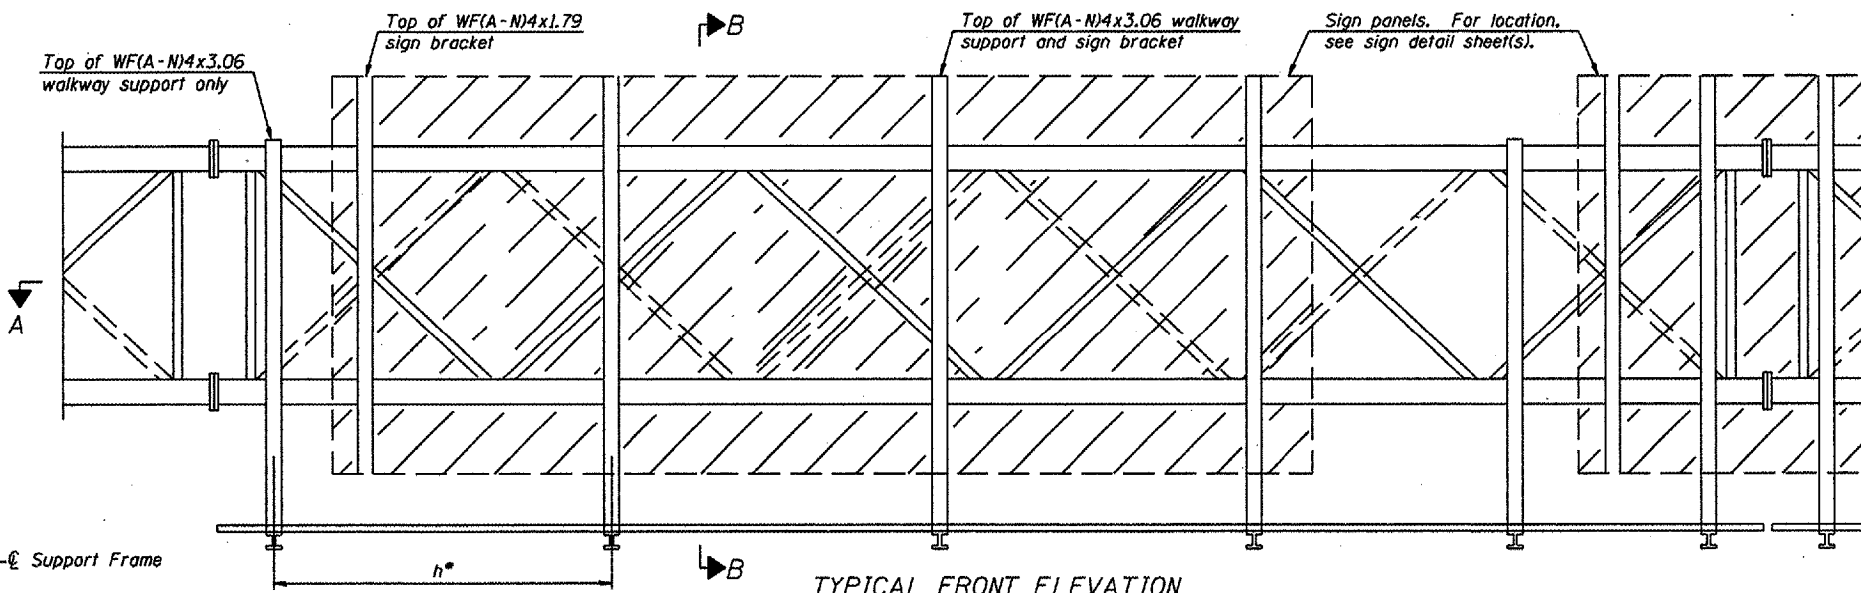 Top of WF(A-N)4x3.06
walkway support only
Top of WF(A-N)4x1.79
sign bracket
B
Top of WF(A-N)4x3.06 walkway
support and sign bracket
Sign panels. For location,
see sign detail sheet(s).
A
℄ Support Frame
h*
B
TYPICAL FRONT ELEVATION